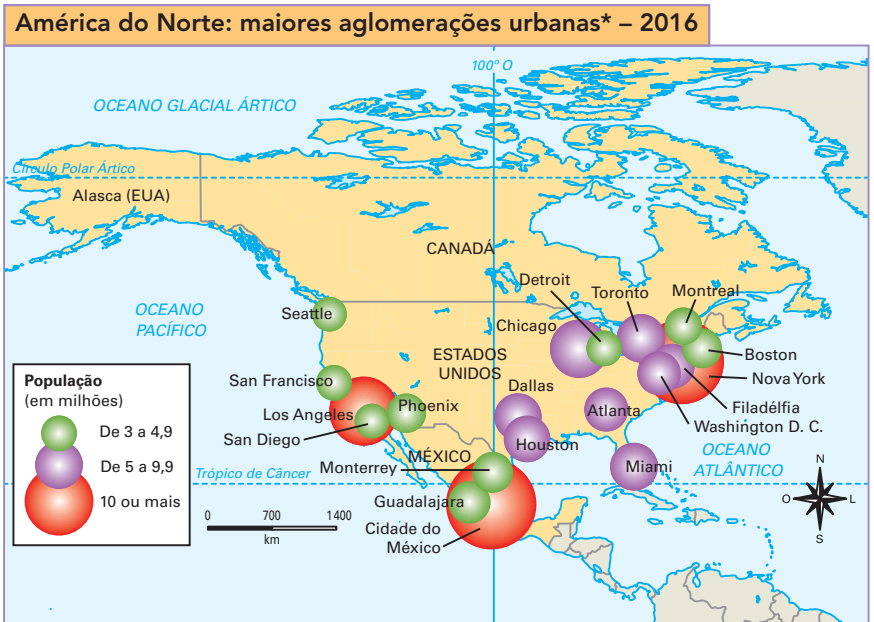 América do Norte: maiores aglomerações urbanas* – 2016
100º O
OCEANO GLACIAL ÁRTICO
Círculo Polar Ártico
Alasca (EUA)
CANADÁ
Detroit
Toronto
Montreal
OCEANO
PACÍFICO
Seattle
Chicago
ESTADOS
UNIDOS
Boston
Nova York
Filadélfia
Washington D. C.
San Francisco
Dallas
Los Angeles
Phoenix
Atlanta
San Diego
Houston
MÉXICO
Monterrey
Miami
OCEANO
ATLÂNTICO
Trópico de Câncer
Guadalajara
Cidade do
México
População
(em milhões)
De 3 a 4,9
De 5 a 9,9
10 ou mais
0 700 1400
km
N
O L
S